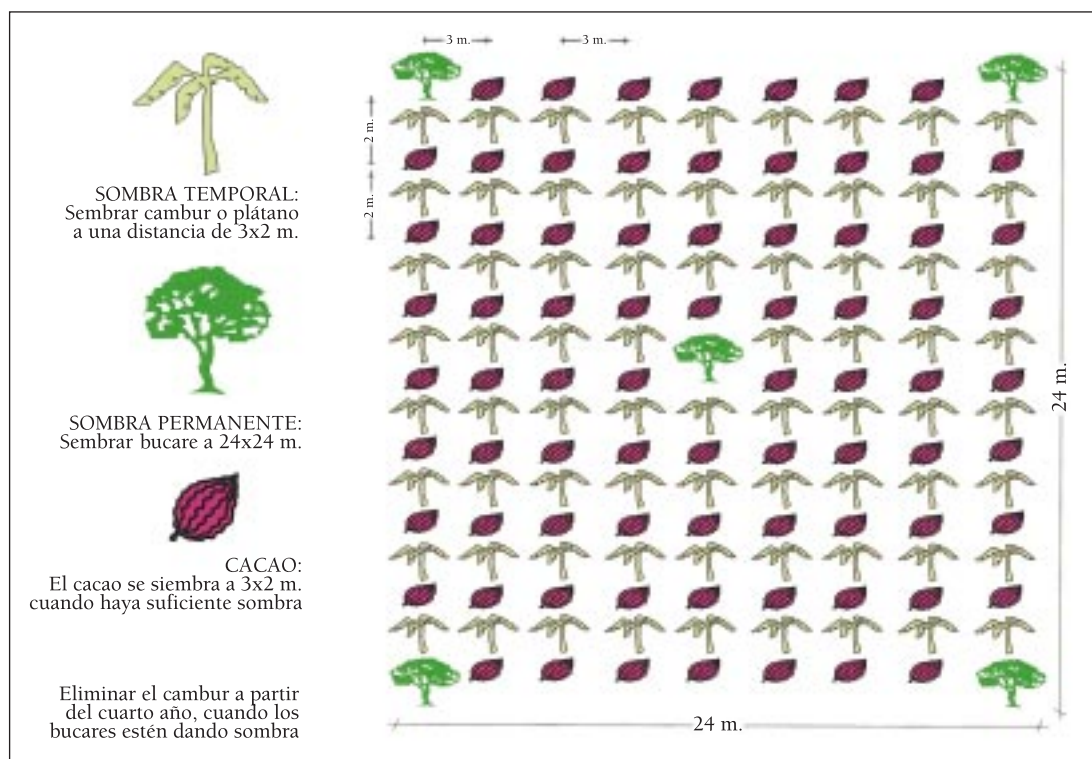 3 m.
3 m.
2 m.
2 m.
SOMBRA TEMPORAL:
Sembrar cambur o plátano
a una distancia de 3x2 m.
SOMBRA PERMANENTE:
Sembrar bucare a 24x24 m.
CACAO:
El cacao se siembra a 3x2 m.
cuando haya suficiente sombra
Eliminar el cambur a partir
del cuarto año, cuando los
bucares estén dando sombra
24 m.
24 m.